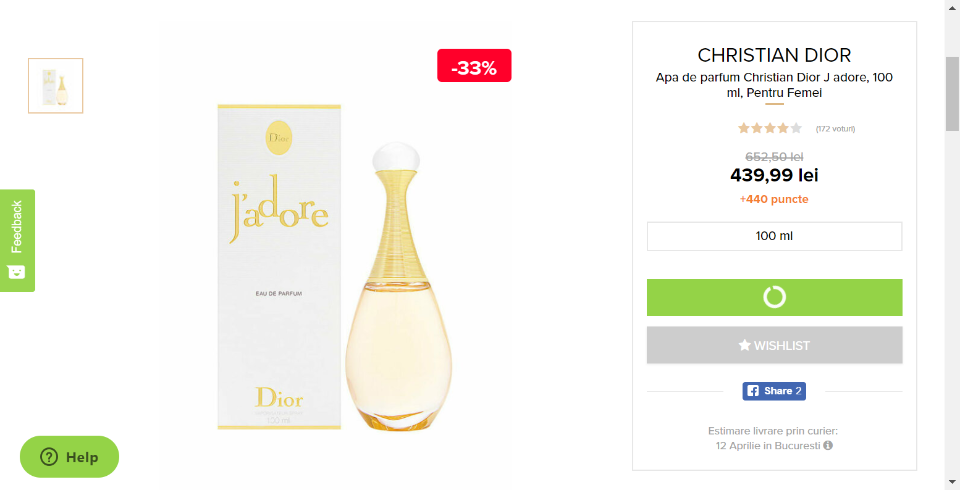 -33%
Dior
j'adore
EAU DE PARFUM
Dior
100 ml
Feedback
Help
CHRISTIAN DIOR
Apa de parfum Christian Dior J adore, 100
ml, Pentru Femei
(172 voturi)
652,50 lei
439,99 lei
+440 puncte
100 ml
WISHLIST
Share 2
Estimare livrare prin curier:
12 Aprilie in Bucuresti